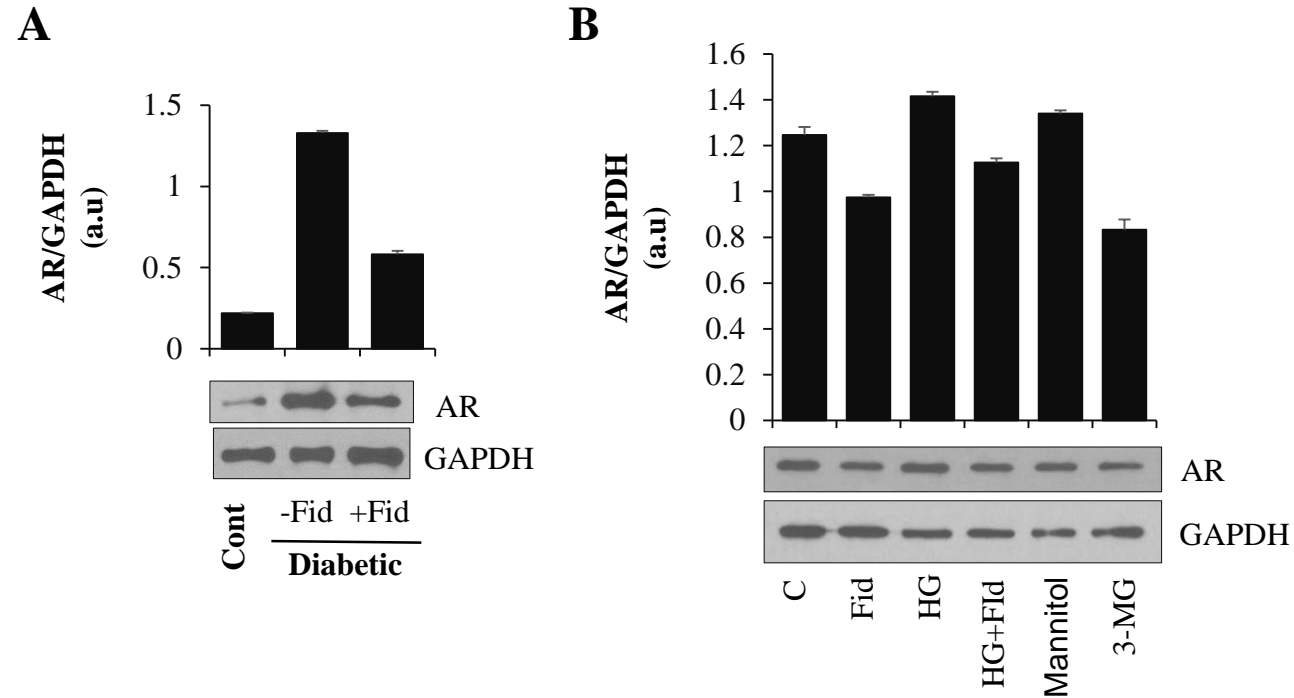 A
AR/GAPDH
(a.u)
1.5
1
0.5
0
AR
GAPDH
Cont
-Fid +Fid
Diabetic
B
AR/GAPDH
(a.u)
1.6
1.4
1.2
1
0.8
0.6
0.4
0.2
0
AR
GAPDH
C
Fid
HG
HG+FId
Mannitol
3-MG